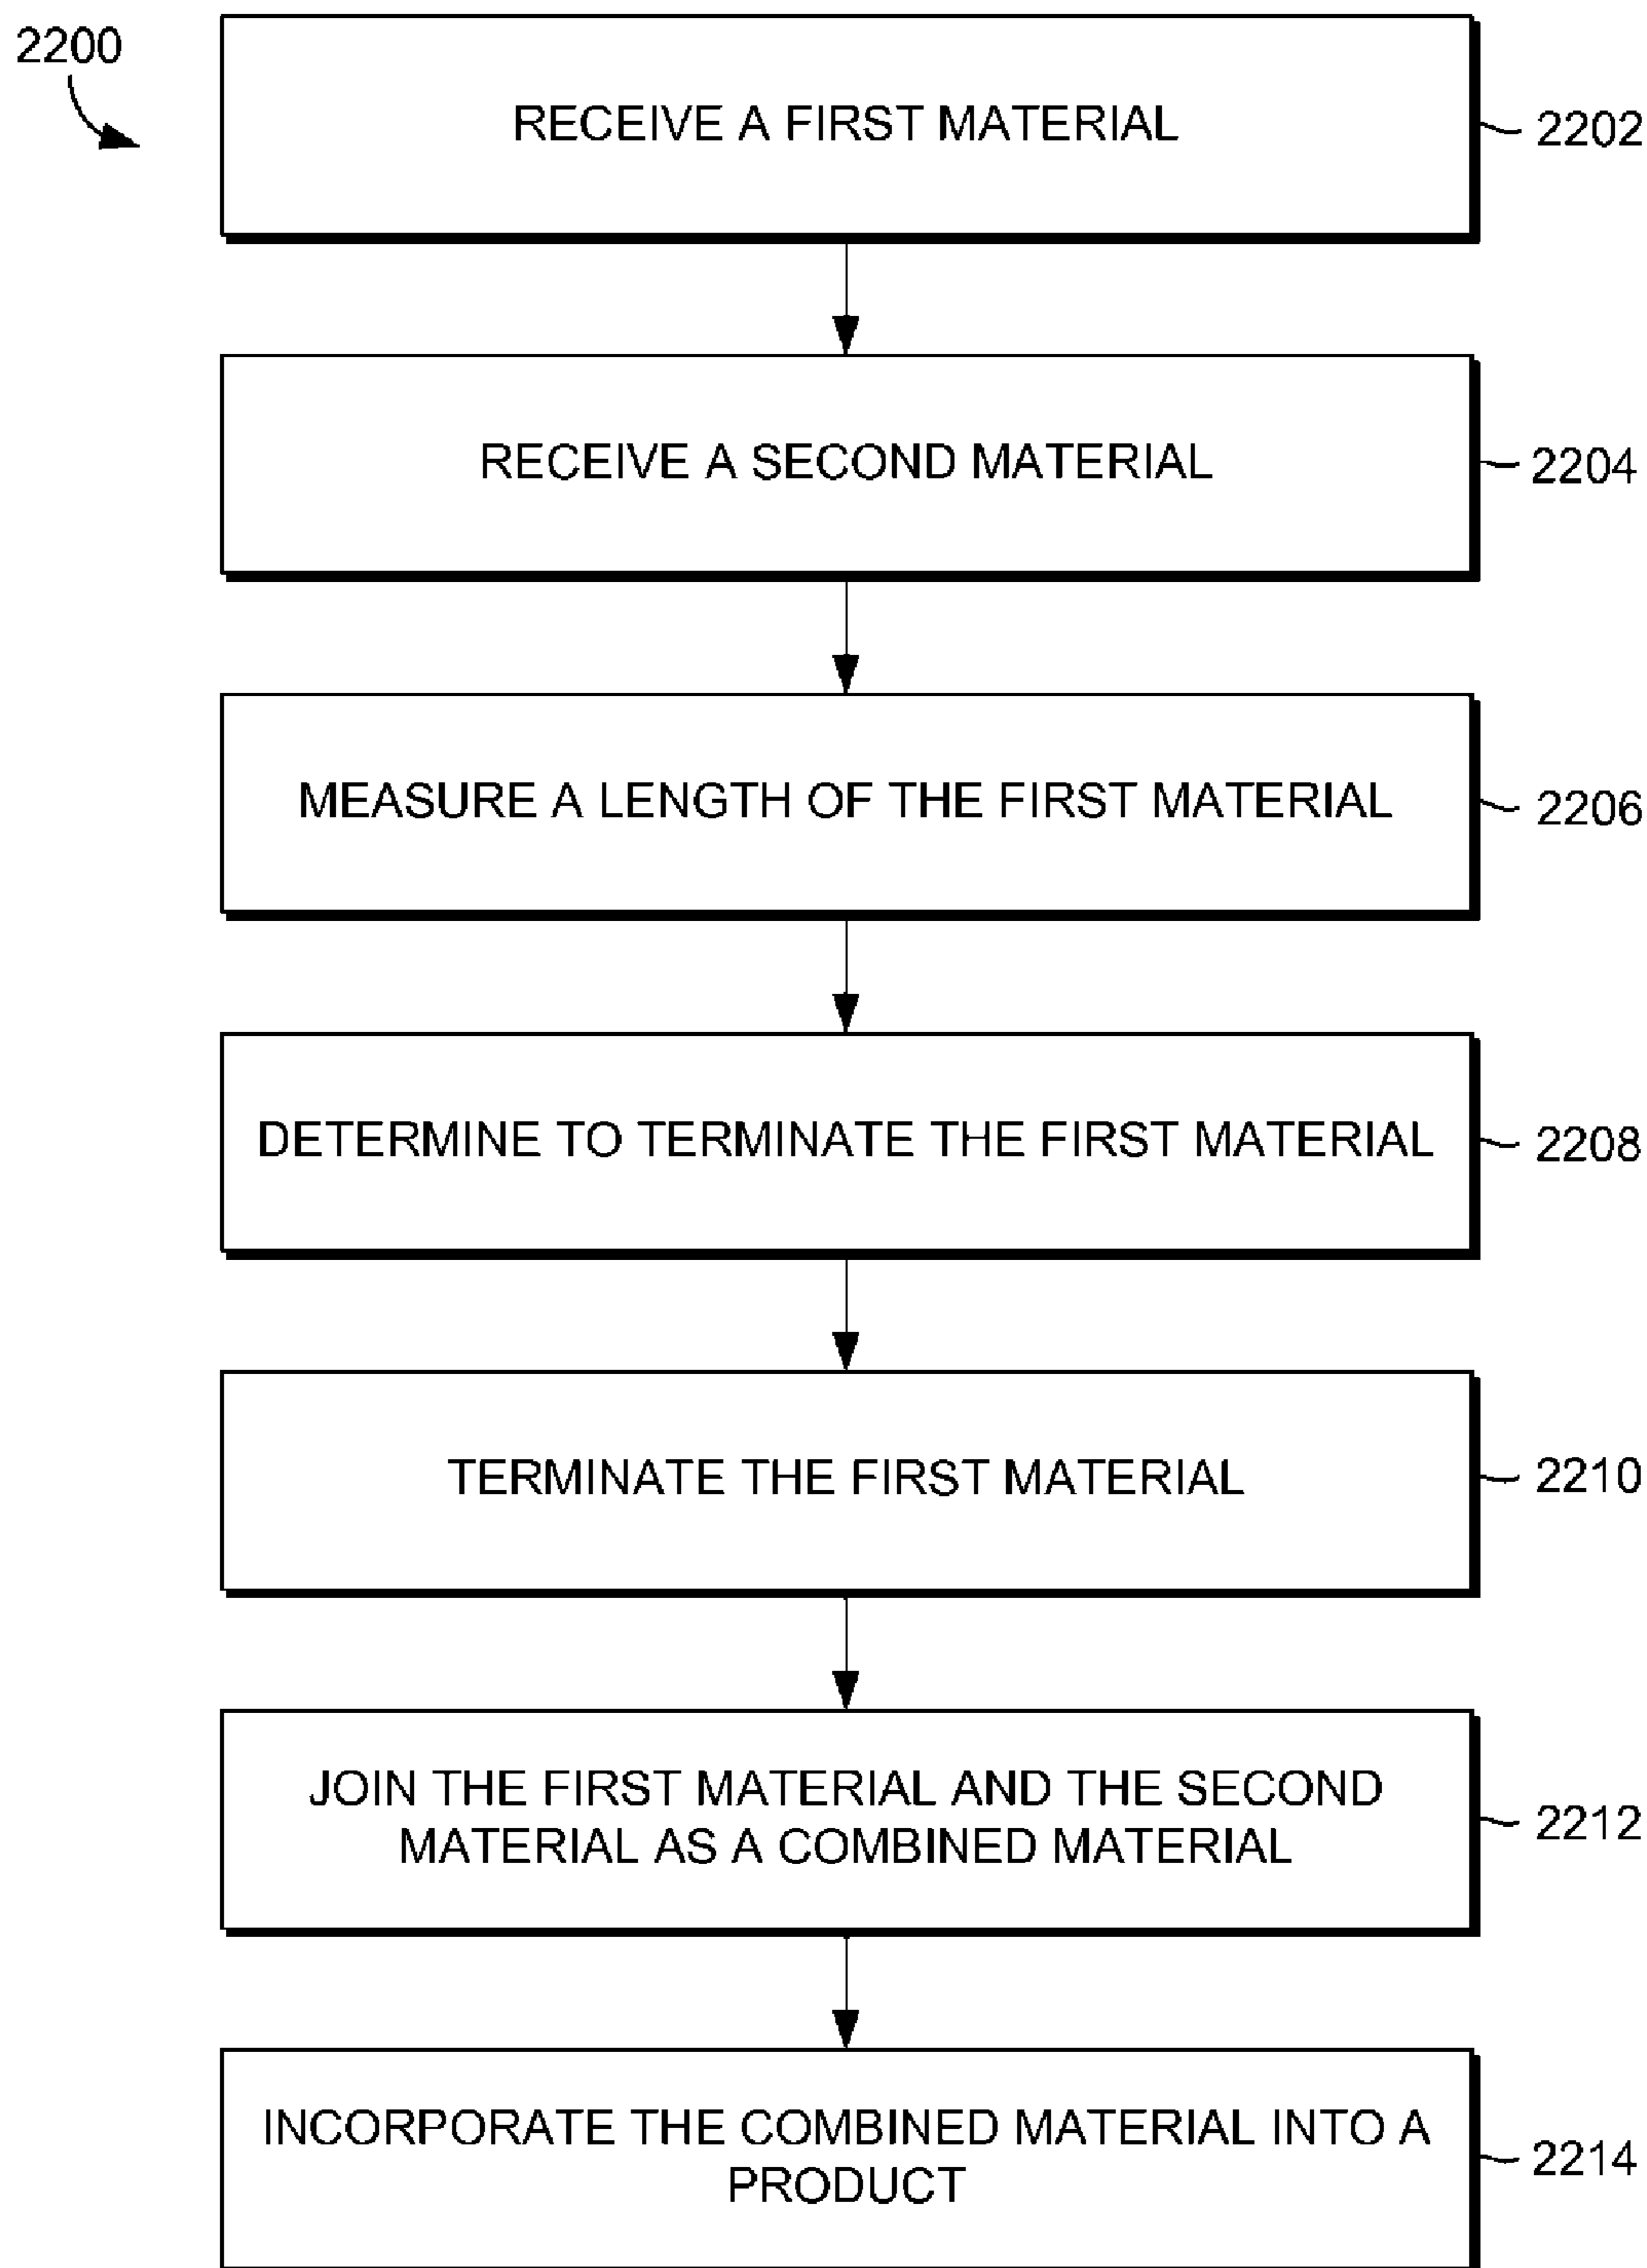 2200
RECEIVE A FIRST MATERIAL
2202
RECEIVE A SECOND MATERIAL
2204
MEASURE A LENGTH OF THE FIRST MATERIAL
2206
DETERMINE TO TERMINATE THE FIRST MATERIAL
2208
TERMINATE THE FIRST MATERIAL
2210
JOIN THE FIRST MATERIAL AND THE SECOND
MATERIAL AS A COMBINED MATERIAL
2212
INCORPORATE THE COMBINED MATERIAL INTO A
PRODUCT
2214